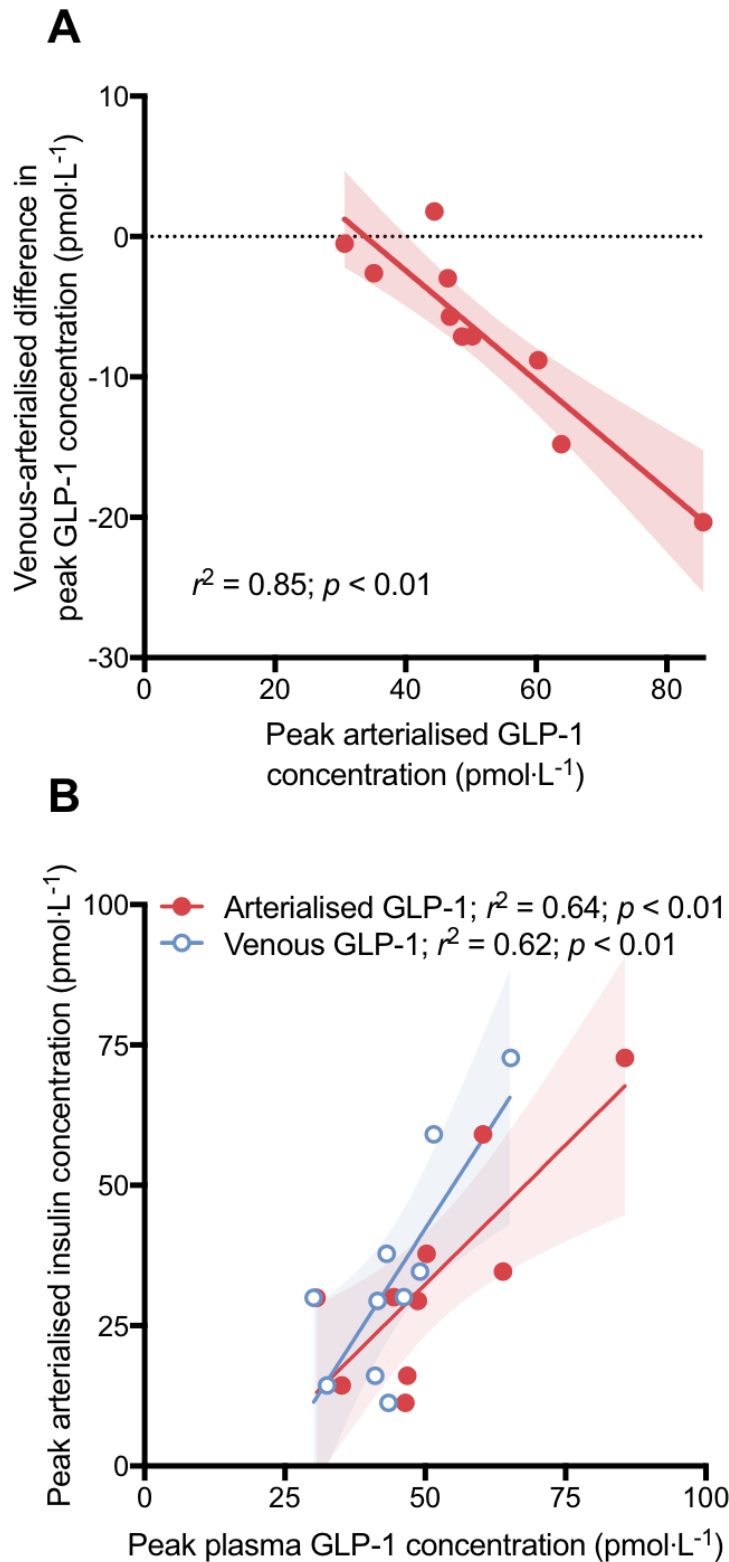 A
Venous-arterialised difference in
peak GLP-1 concentration (pmol·L⁻¹)
10
0
-10
-20
-30
r² = 0.85; p < 0.01
0 20 40 60 80
Peak arterialised GLP-1
concentration (pmol·L⁻¹)
B
Peak arterialised insulin concentration (pmol·L⁻¹)
100
75
50
25
0
Arterialised GLP-1; r² = 0.64; p < 0.01
Venous GLP-1; r² = 0.62; p < 0.01
0 25 50 75 100
Peak plasma GLP-1 concentration (pmol·L⁻¹)